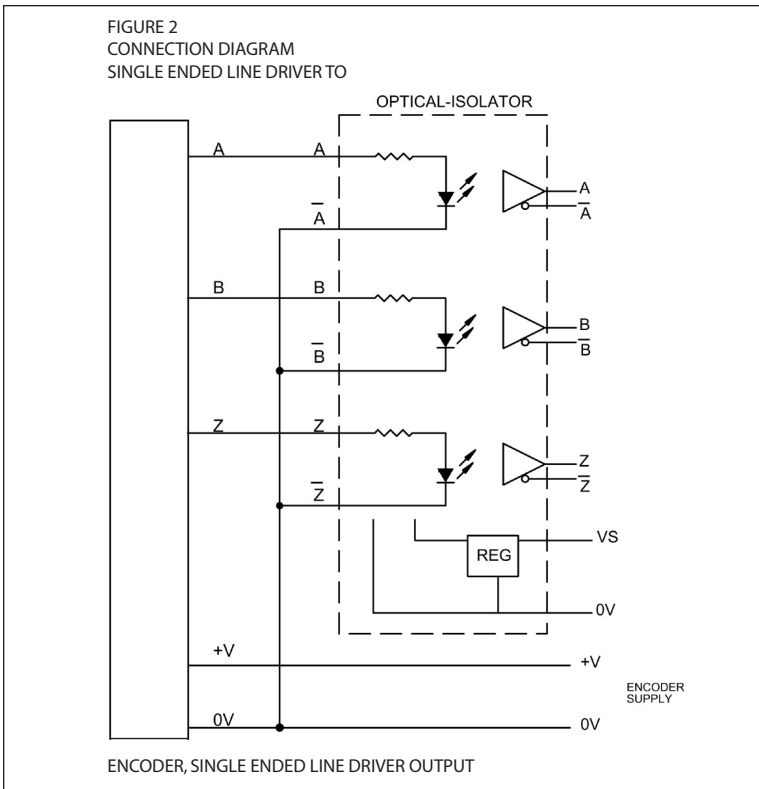 FIGURE 2
CONNECTION DIAGRAM
SINGLE ENDED LINE DRIVER TO
OPTICAL-ISOLATOR
A A
A̅
A
A̅
B B
B̅
B
B̅
Z Z
Z̅
Z
Z̅
REG
VS
0V
+V
+V
ENCODER
SUPPLY
0V
0V
ENCODER, SINGLE ENDED LINE DRIVER OUTPUT